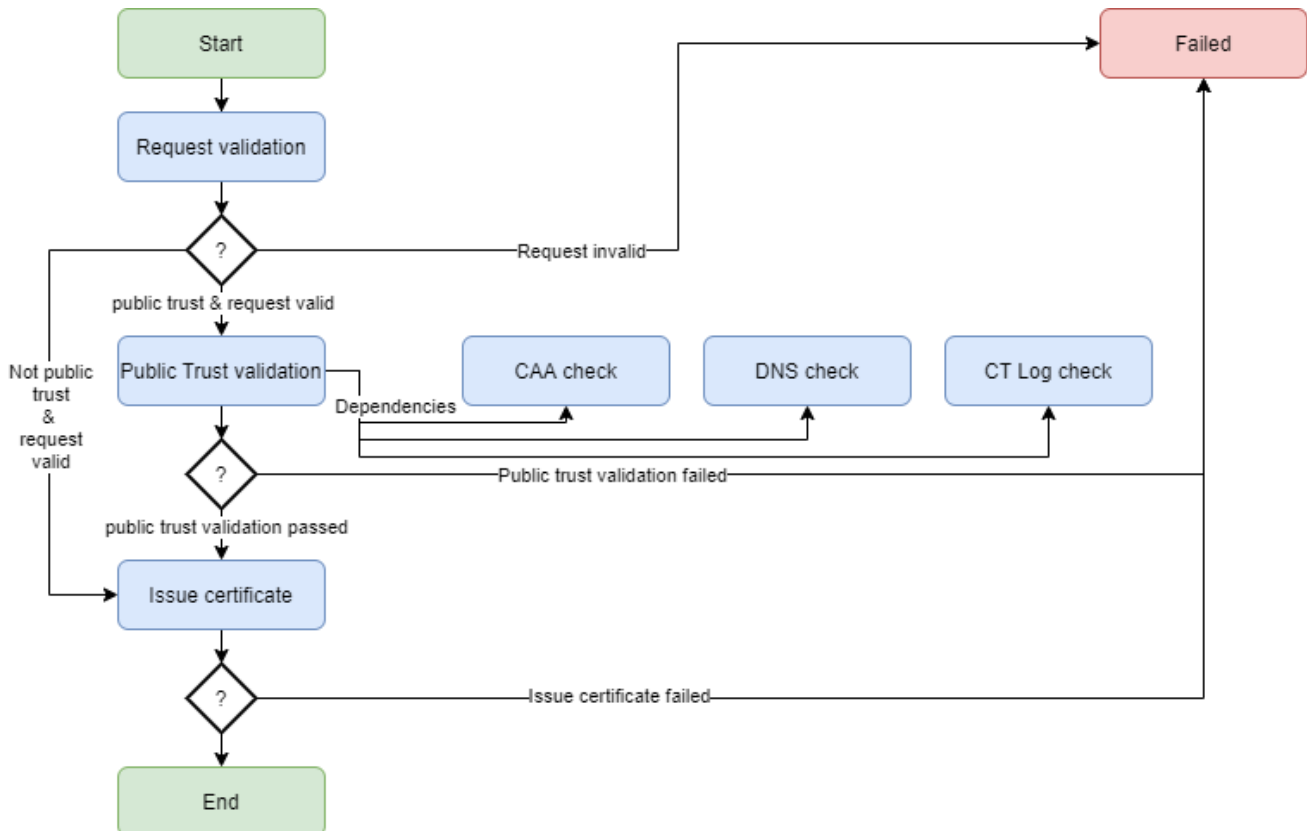 Start
Failed
Request validation
?
Request invalid
public trust & request valid
Not public
trust
&
request
valid
Public Trust validation
CAA check
DNS check
CT Log check
Dependencies
?
Public trust validation failed
public trust validation passed
Issue certificate
?
Issue certificate failed
End